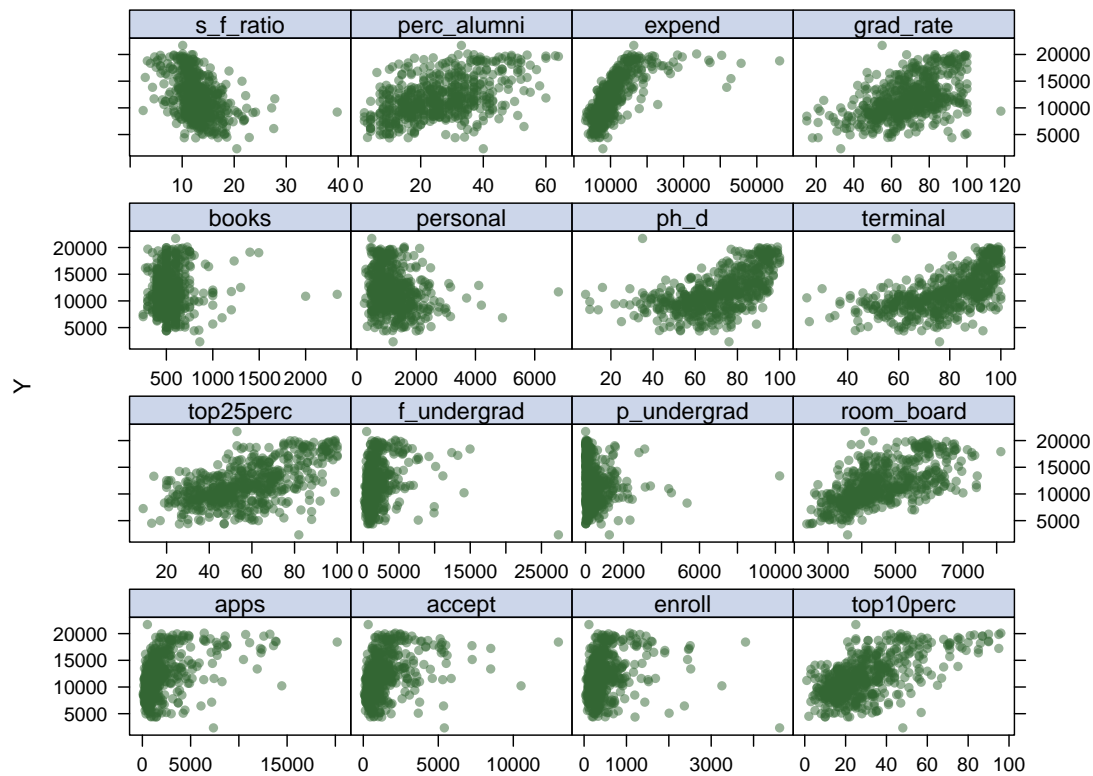 s_f_ratio perc_alumni expend grad_rate
20000
15000
10000
5000
10 20 30 40 0 20 40 60 10000 30000 50000 20 40 60 80 100 120
books personal ph_d terminal
20000
15000
10000
5000
500 1000 1500 2000 0 2000 4000 6000 20 40 60 80 100 40 60 80 100
Y
top25perc f_undergrad p_undergrad room_board
20000
15000
10000
5000
20 40 60 80 100 0 5000 15000 25000 0 2000 6000 10000 3000 5000 7000
apps accept enroll top10perc
20000
15000
10000
5000
0 5000 15000 0 5000 10000 0 1000 3000 0 20 40 60 80 100